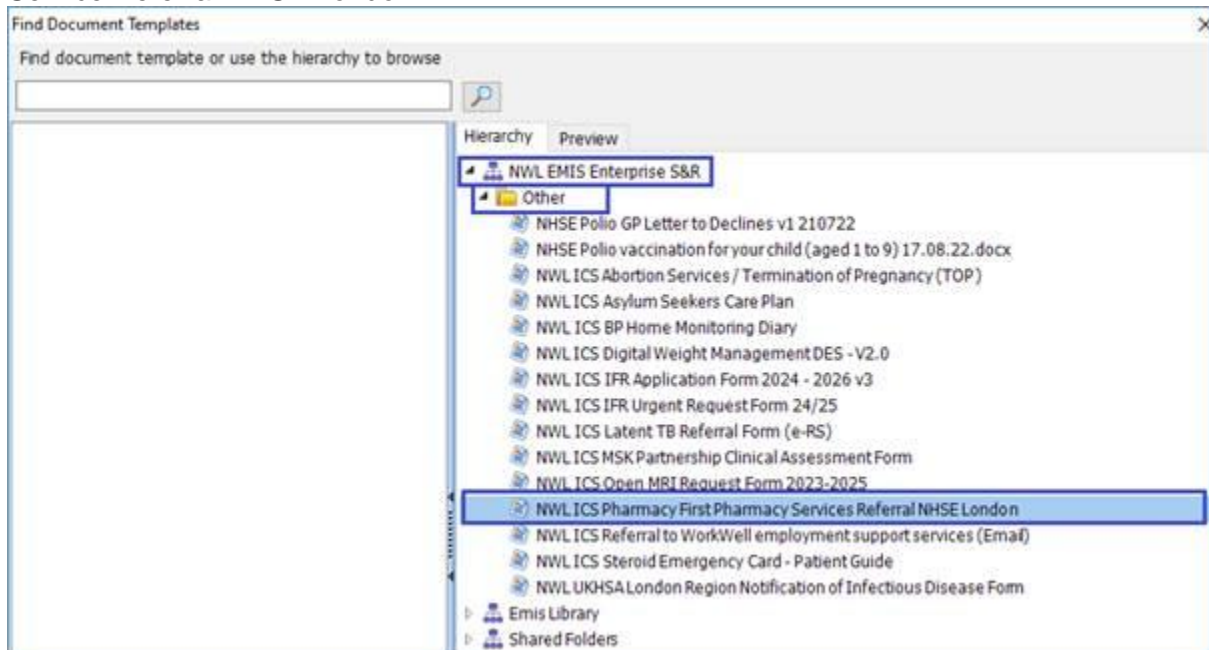 Find Document Templates
Find document template or use the hierarchy to browse
Hierarchy Preview
NWL EMIS Enterprise S&R
Other
NHSE Polio GP Letter to Declines v1 210722
NHSE Polio vaccination for your child (aged 1 to 9) 17.08.22.docx
NWL ICS Abortion Services / Termination of Pregnancy (TOP)
NWL ICS Asylum Seekers Care Plan
NWL ICS BP Home Monitoring Diary
NWL ICS Digital Weight Management DES - V2.0
NWL ICS IFR Application Form 2024 - 2026 v3
NWL ICS IFR Urgent Request Form 24/25
NWL ICS Latent TB Referral Form (e-RS)
NWL ICS MSK Partnership Clinical Assessment Form
NWL ICS Open MRI Request Form 2023-2025
NWL ICS Pharmacy First Pharmacy Services Referral NHSE London
NWL ICS Referral to WorkWell employment support services (Email)
NWL ICS Steroid Emergency Card - Patient Guide
NWL UKHSA London Region Notification of Infectious Disease Form
Emis Library
Shared Folders